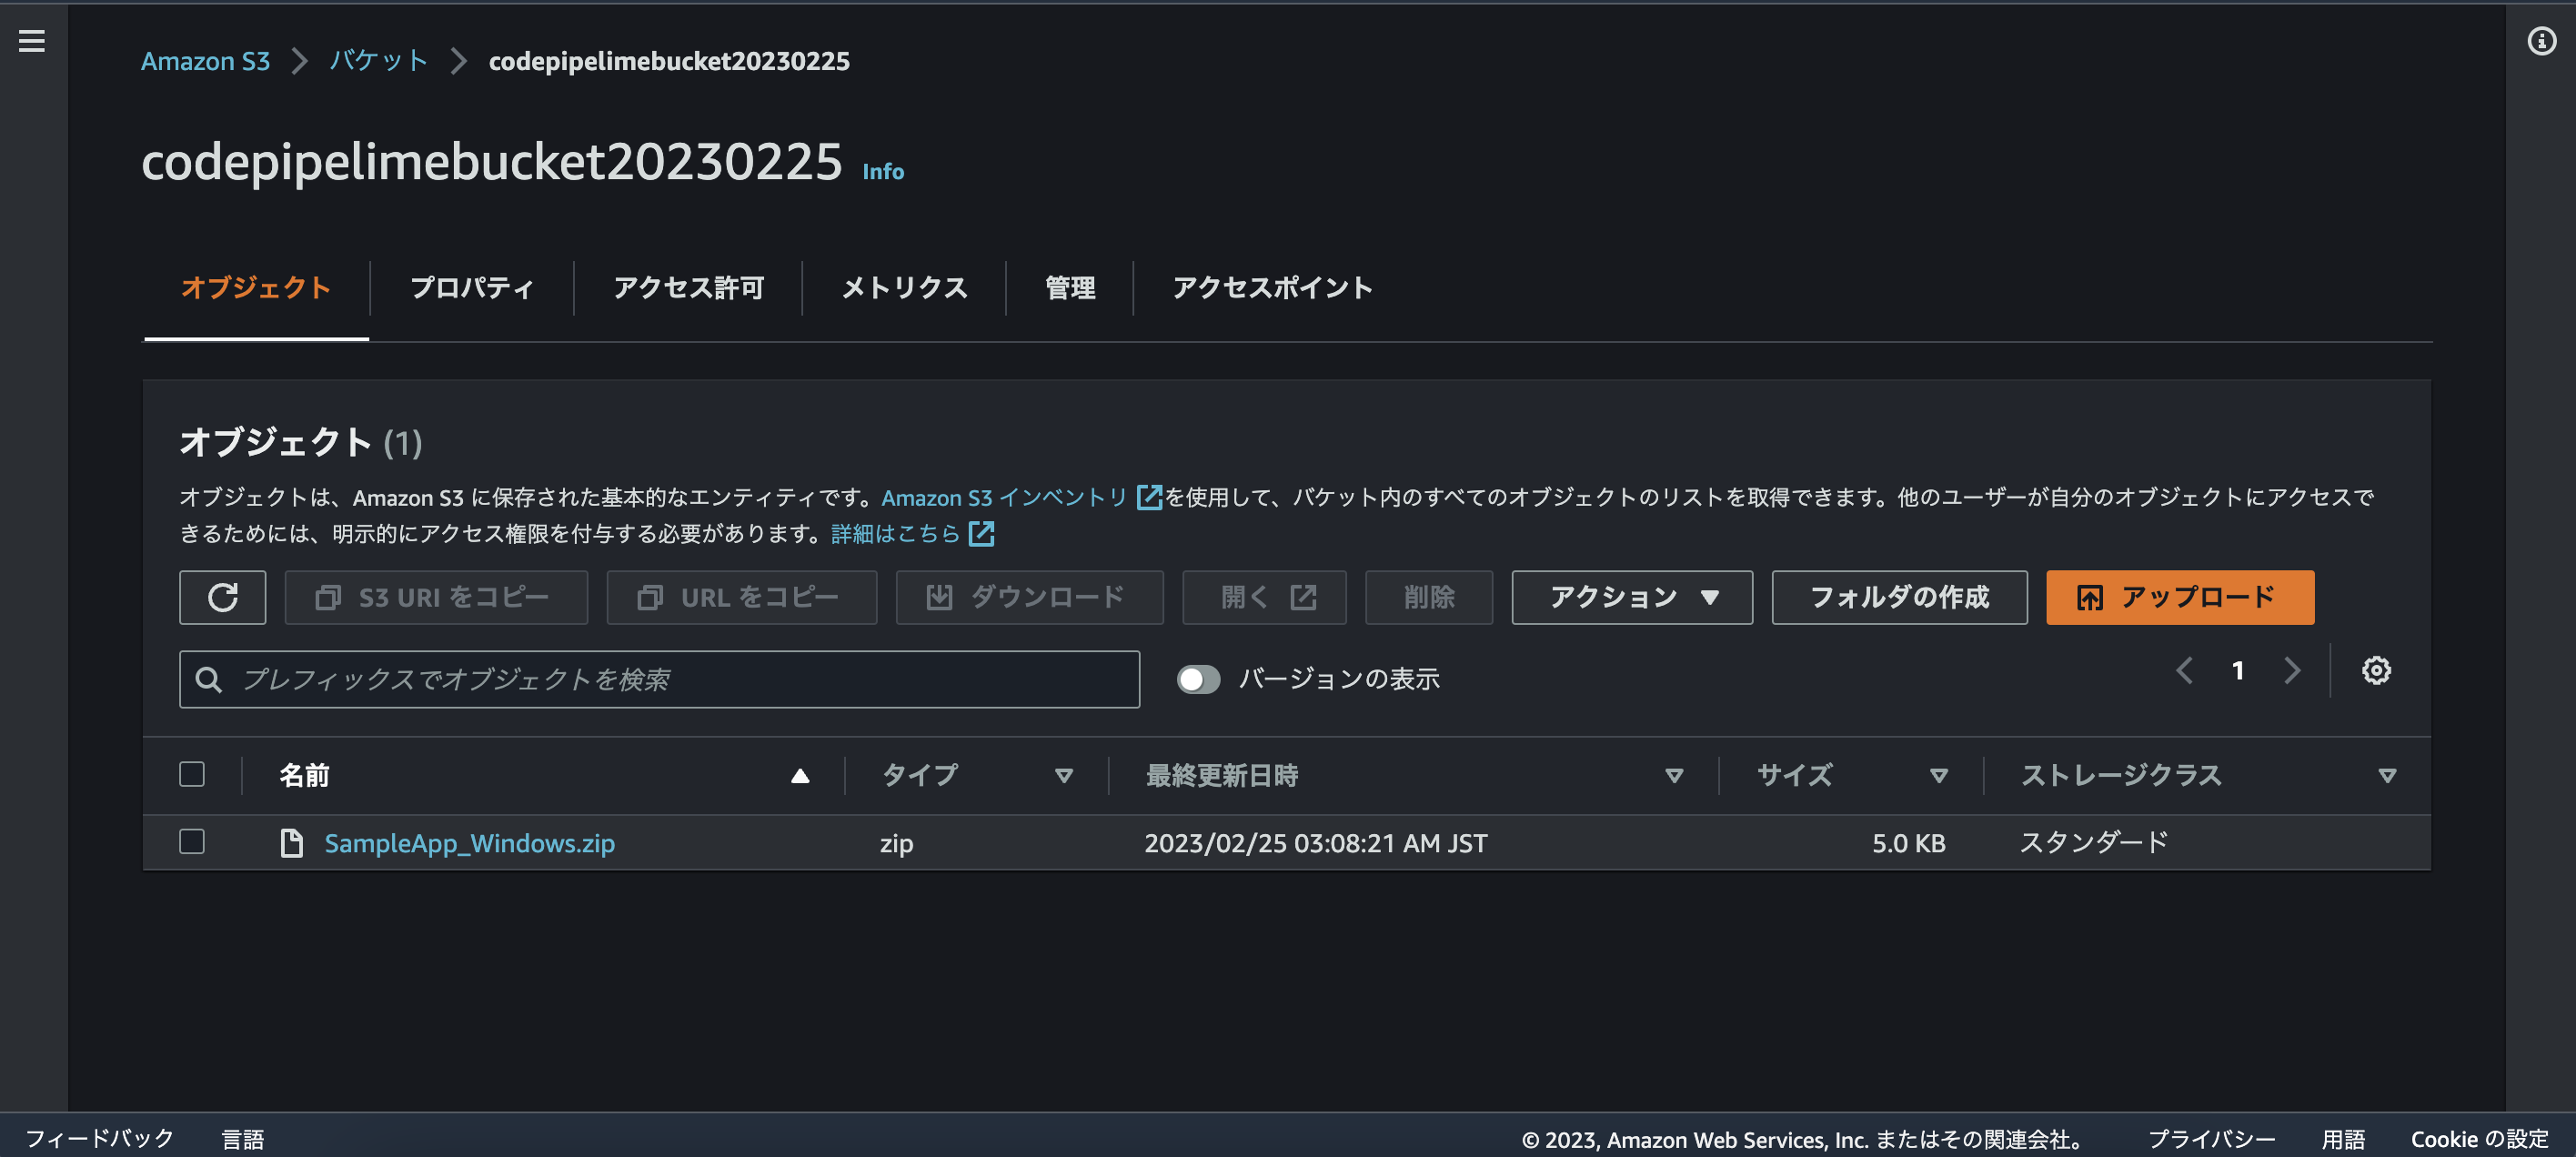 Amazon S3 > バケット > codepipelimebucket20230225
codepipelimebucket20230225 Info
オブジェクト プロパティ アクセス許可 メトリクス 管理 アクセスポイント
オブジェクト (1)
オブジェクトは、Amazon S3 に保存された基本的なエンティティです。Amazon S3 インベントリ を使用して、バケット内のすべてのオブジェクトのリストを取得できます。他のユーザーが自分のオブジェクトにアクセスで
きるためには、明示的にアクセス権限を付与する必要があります。詳細はこちら
S3 URI をコピー URL をコピー ダウンロード 開く 削除 アクション フォルダの作成 アップロード
プレフィックスでオブジェクトを検索 バージョンの表示 1
名前 タイプ 最終更新日時 サイズ ストレージクラス
SampleApp_Windows.zip zip 2023/02/25 03:08:21 AM JST 5.0 KB スタンダード
フィードバック 言語 © 2023, Amazon Web Services, Inc. またはその関連会社。 プライバシー 用語 Cookie の設定